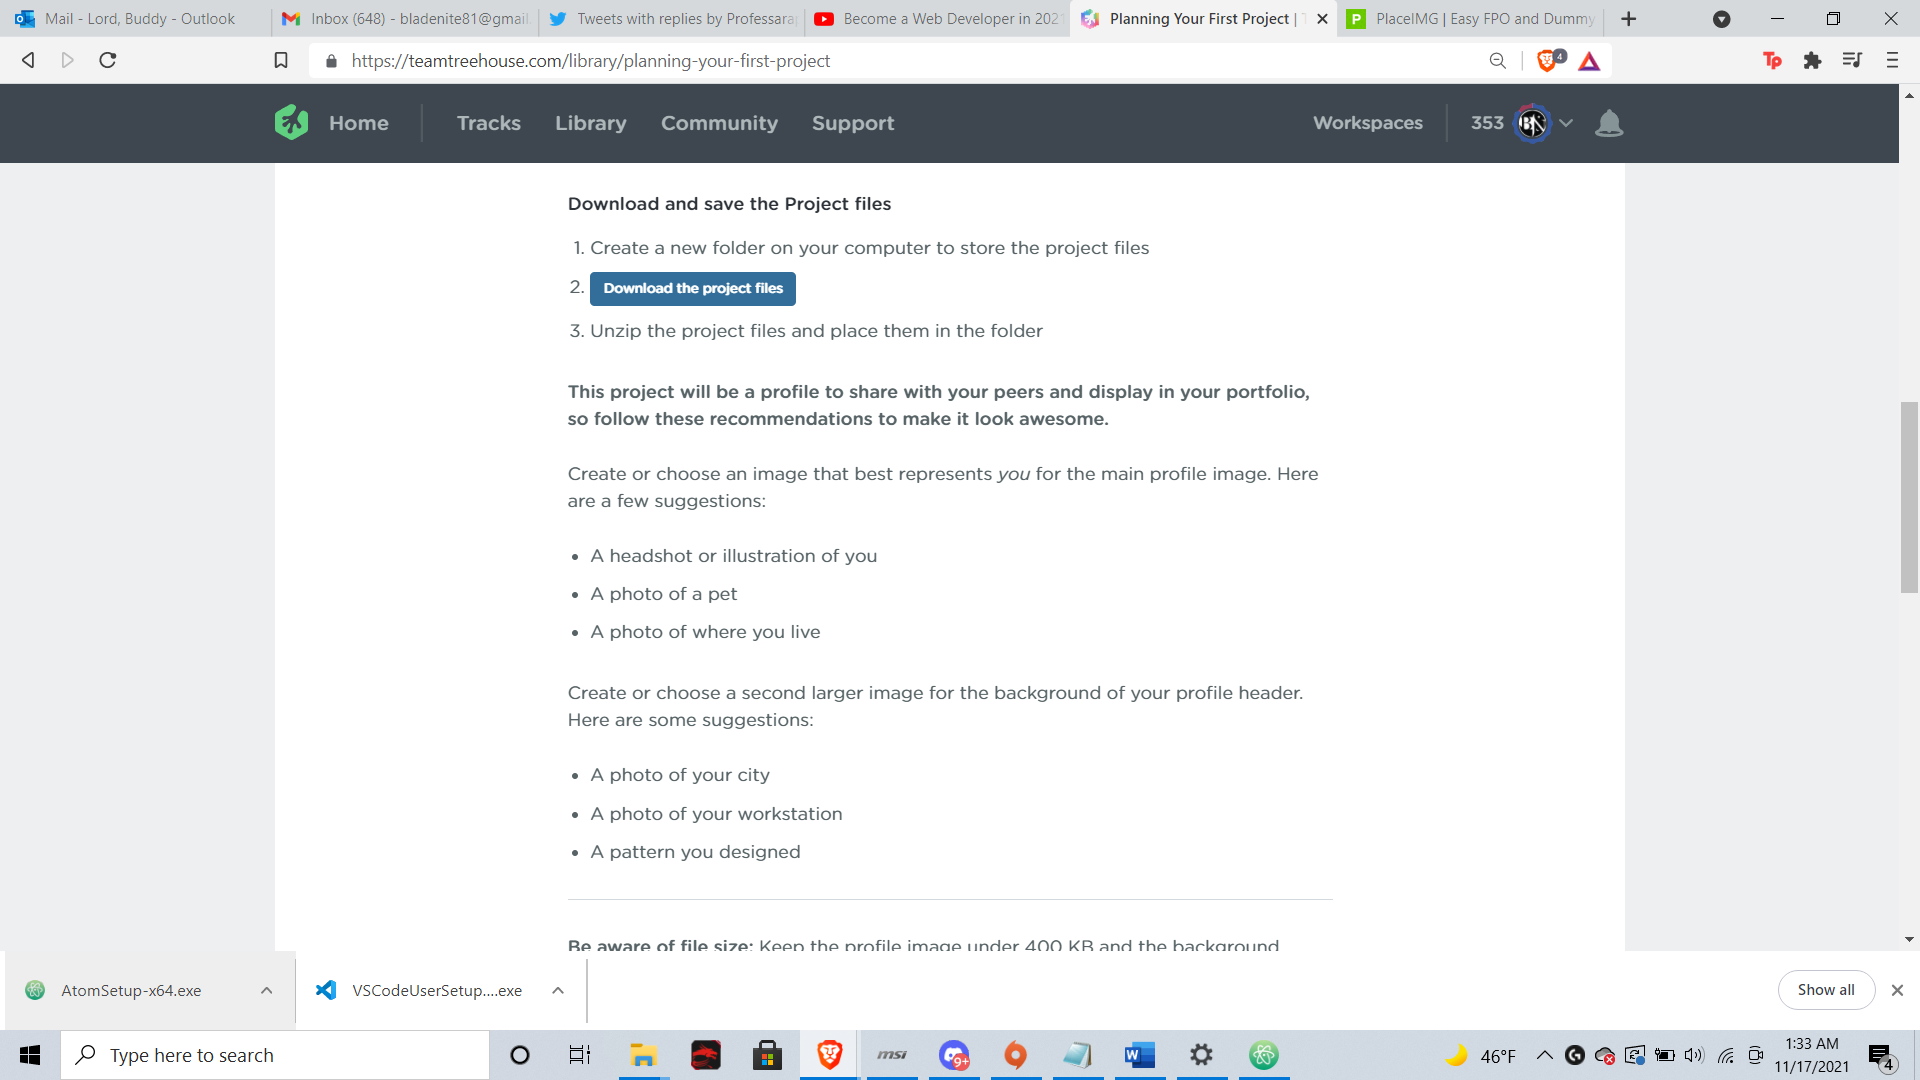 Mail - Lord, Buddy - Outlook
Inbox (648) - bladenite81@gmail.
Tweets with replies by Professara
Become a Web Developer in 2021
Planning Your First Project | T
PlaceIMG | Easy FPO and Dummy
https://teamtreehouse.com/library/planning-your-first-project
4
Tp
Home
Tracks
Library
Community
Support
Workspaces
353
Download and save the Project files
1. Create a new folder on your computer to store the project files
2. Download the project files
3. Unzip the project files and place them in the folder
This project will be a profile to share with your peers and display in your portfolio,
so follow these recommendations to make it look awesome.
Create or choose an image that best represents you for the main profile image. Here
are a few suggestions:
• A headshot or illustration of you
• A photo of a pet
• A photo of where you live
Create or choose a second larger image for the background of your profile header.
Here are some suggestions:
• A photo of your city
• A photo of your workstation
• A pattern you designed
Be aware of file size: Keep the profile image under 400 KB and the background
AtomSetup-x64.exe
VSCodeUserSetup....exe
Show all
Type here to search
msi
9+
46°F
1:33 AM
11/17/2021
4